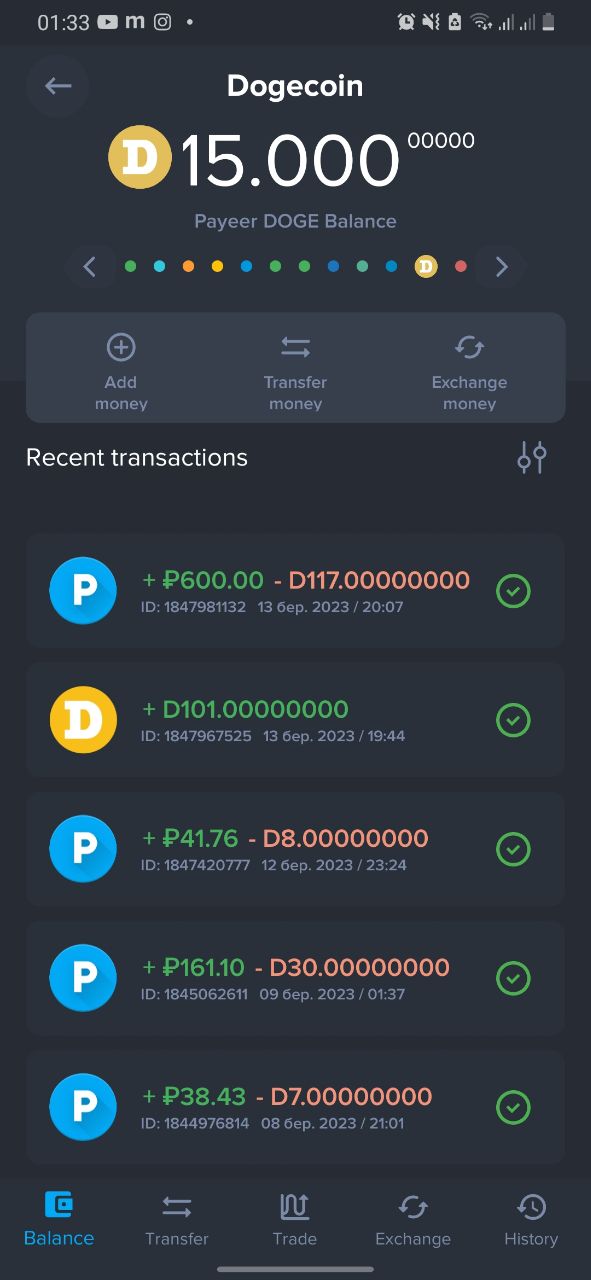 01:33 m
Dogecoin
D 15.000 00000
Payeer DOGE Balance
D
Add money
Transfer money
Exchange money
Recent transactions
P + ₽600.00 - D117.00000000
ID: 1847981132 13 бер. 2023 / 20:07
D + D101.00000000
ID: 1847967525 13 бер. 2023 / 19:44
P + ₽41.76 - D8.00000000
ID: 1847420777 12 бер. 2023 / 23:24
P + ₽161.10 - D30.00000000
ID: 1845062611 09 бер. 2023 / 01:37
P + ₽38.43 - D7.00000000
ID: 1844976814 08 бер. 2023 / 21:01
Balance Transfer Trade Exchange History